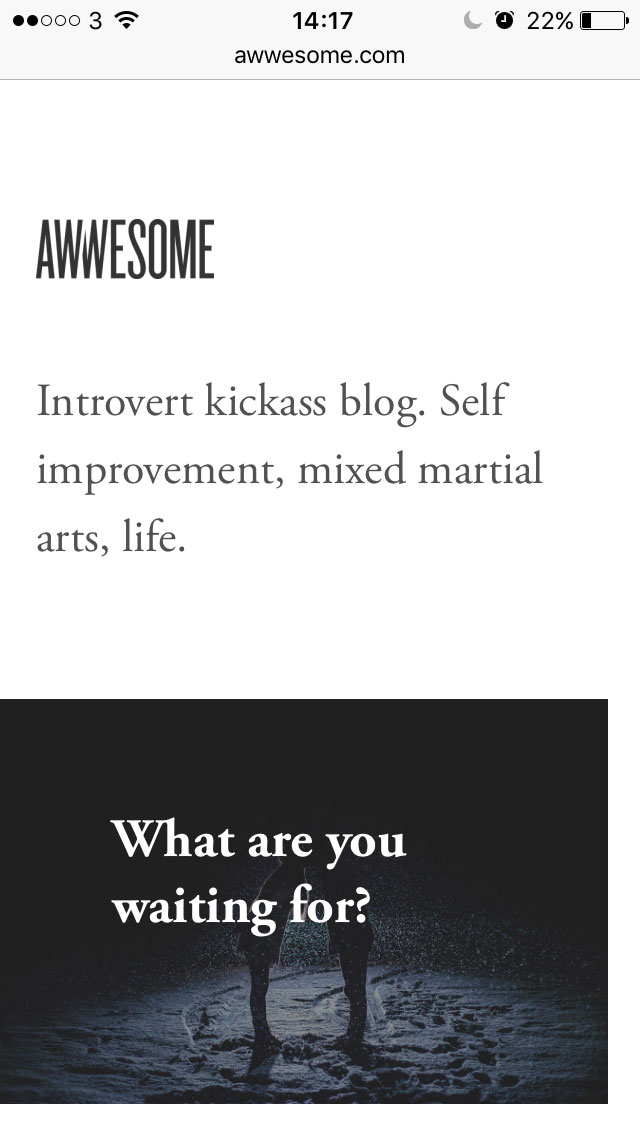 3 14:17 22%
awwesome.com
AWWESOME
Introvert kickass blog. Self
improvement, mixed martial
arts, life.
What are you
waiting for?